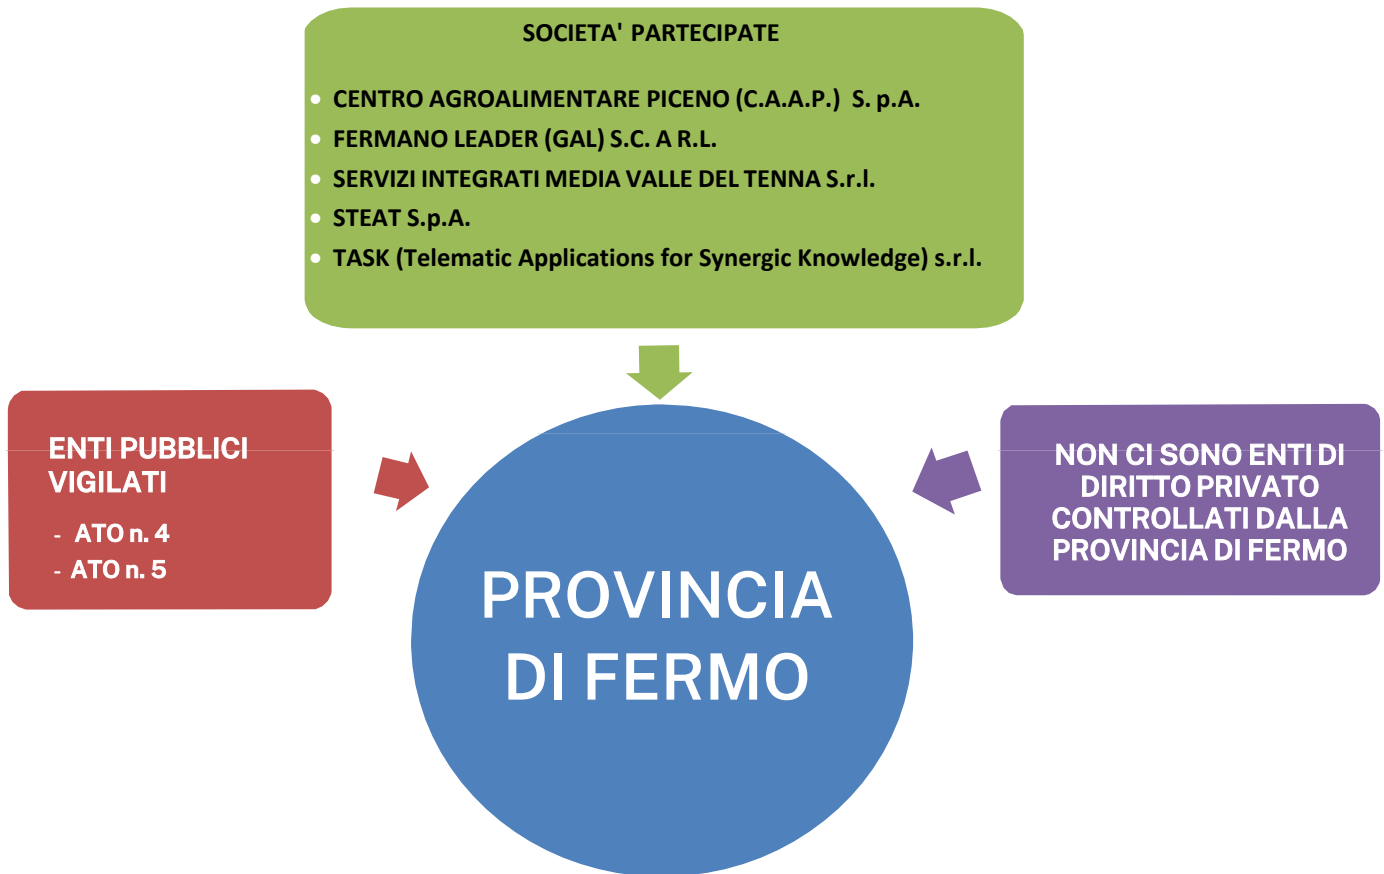 SOCIETA' PARTECIPATE
• CENTRO AGROALIMENTARE PICENO (C.A.A.P.) S. p.A.
• FERMANO LEADER (GAL) S.C. A R.L.
• SERVIZI INTEGRATI MEDIA VALLE DEL TENNA S.r.l.
• STEAT S.p.A.
• TASK (Telematic Applications for Synergic Knowledge) s.r.l.
ENTI PUBBLICI
VIGILATI
- ATO n. 4
- ATO n. 5
NON CI SONO ENTI DI
DIRITTO PRIVATO
CONTROLLATI DALLA
PROVINCIA DI FERMO
PROVINCIA
DI FERMO